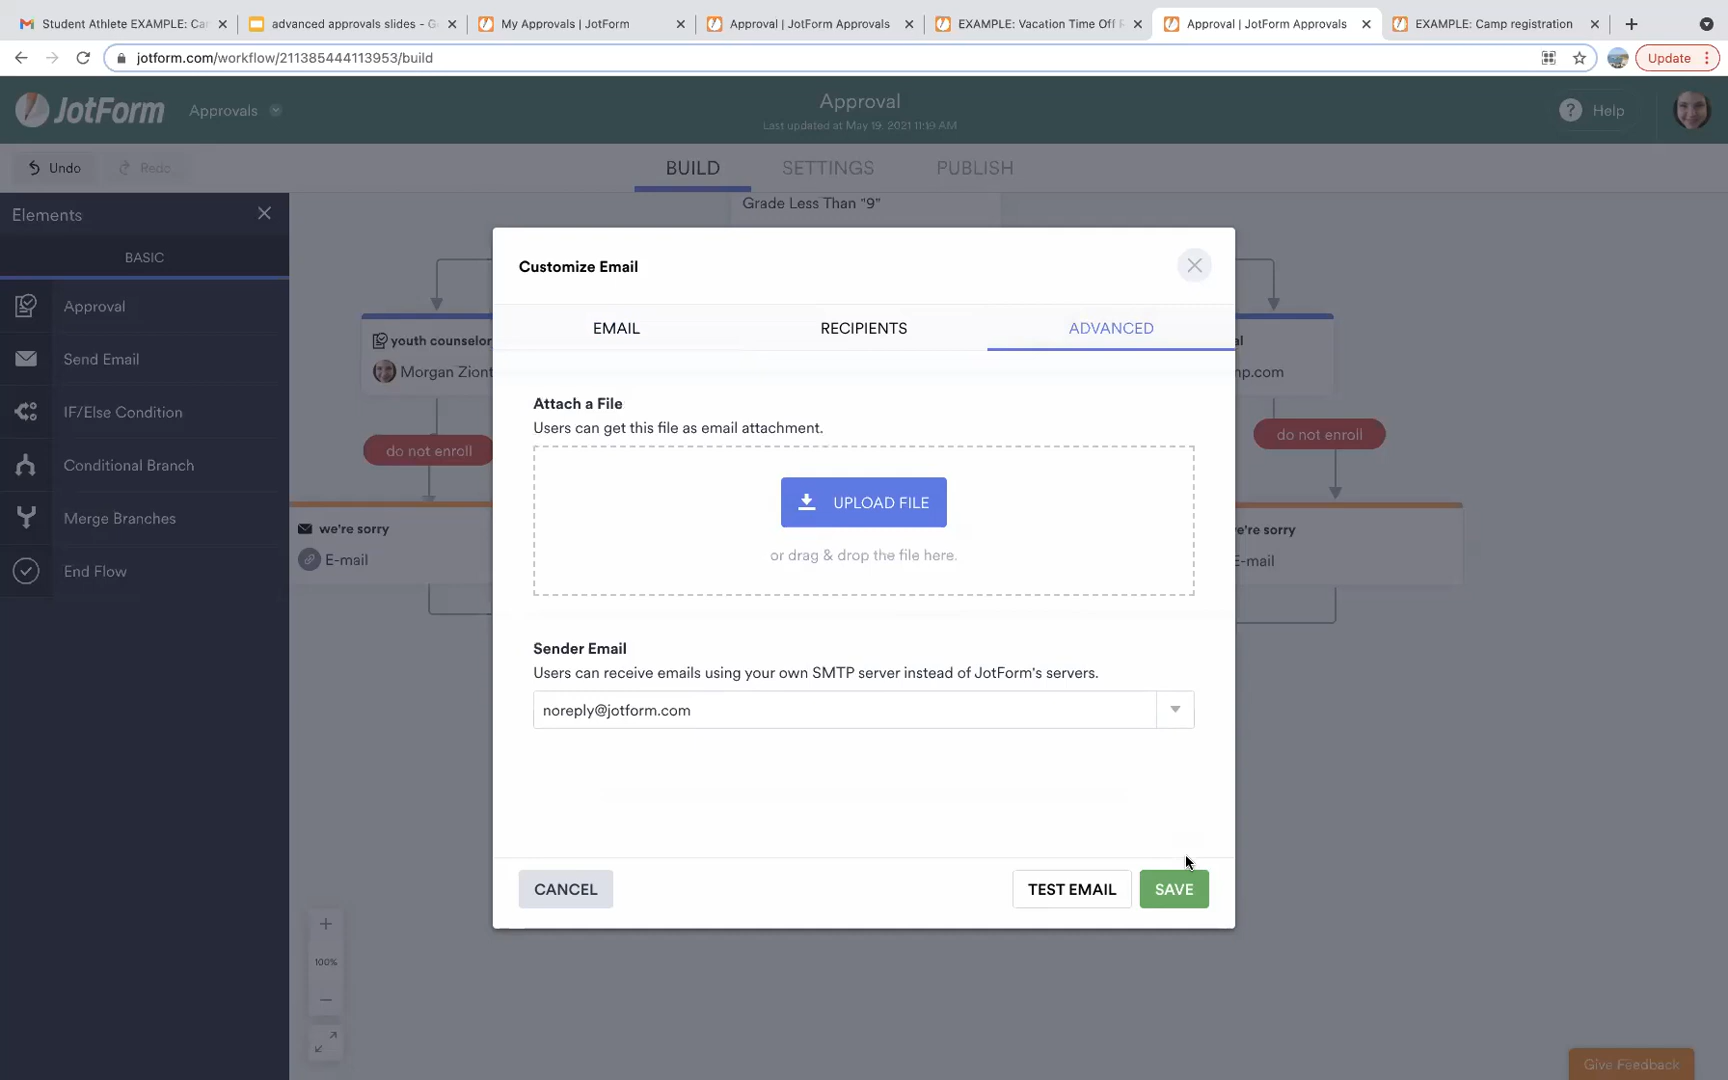 Student Athlete EXAMPLE: Ca
advanced approvals slides - G
My Approvals | JotForm
Approval | JotForm Approvals
EXAMPLE: Vacation Time Off R
Approval | JotForm Approvals
EXAMPLE: Camp registration
jotform.com/workflow/211385444113953/build
Update
JotForm
Approvals
Approval
Last updated at May 19, 2021 11:19 AM
Help
Undo
Redo
BUILD
SETTINGS
PUBLISH
Elements
BASIC
Approval
Send Email
IF/Else Condition
Conditional Branch
Merge Branches
End Flow
Grade Less Than "9"
youth counselor
Morgan Ziont
do not enroll
we're sorry
E-mail
al
mp.com
do not enroll
we're sorry
E-mail
Customize Email
EMAIL
RECIPIENTS
ADVANCED
Attach a File
Users can get this file as email attachment.
UPLOAD FILE
or drag & drop the file here.
Sender Email
Users can receive emails using your own SMTP server instead of JotForm's servers.
noreply@jotform.com
CANCEL
TEST EMAIL
SAVE
100%
Give Feedback